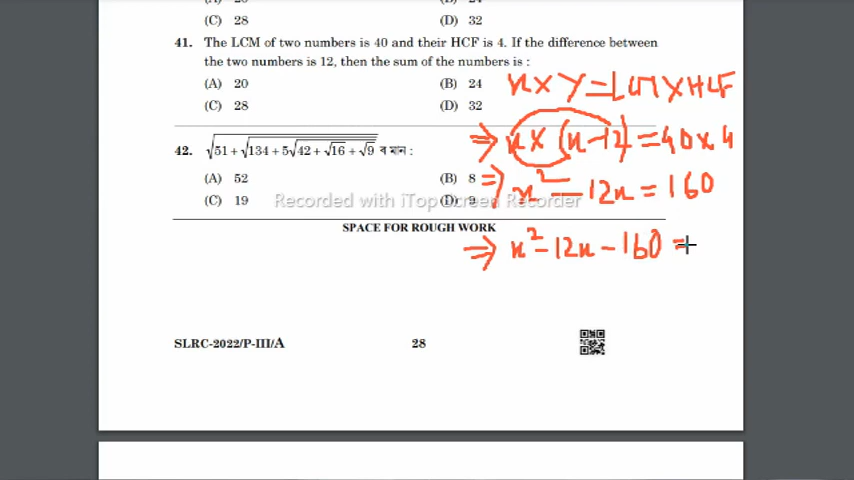 (C) 28 (D) 32
41. The LCM of two numbers is 40 and their HCF is 4. If the difference between
the two numbers is 12, then the sum of the numbers is :
(A) 20 (B) 24
(C) 28 (D) 32
x × y = LCM × HCF
⇒ x × (x - 12) = 40 × 4
42. √51 + √134 + 5√42 + √16 + √9 ৰ মান :
(A) 52 (B) 8
⇒ x² - 12x = 160
(C) 19 (D) 9
Recorded with iTop Screen Recorder
SPACE FOR ROUGH WORK
⇒ x² - 12x - 160 =
SLRC-2022/P-III/A 28